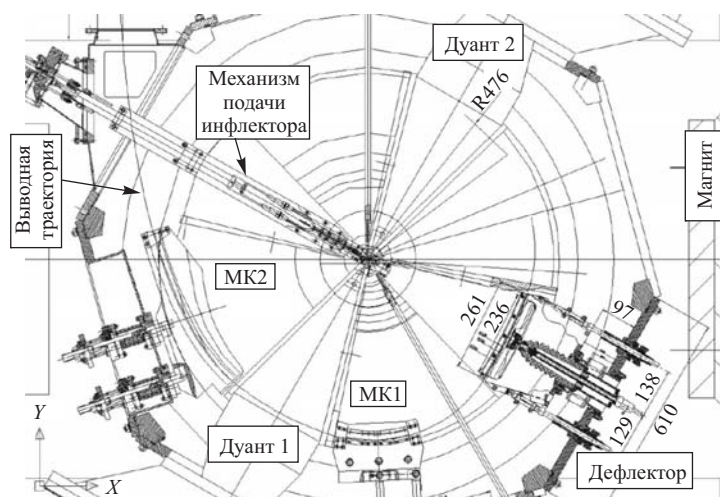 Дуант 2
Механизм
подачи
инфлектора
R476
Выводная
траектория
Магнит
МК2
261
236
97
МК1
138
129
610
Y
Дуант 1
Дефлектор
X